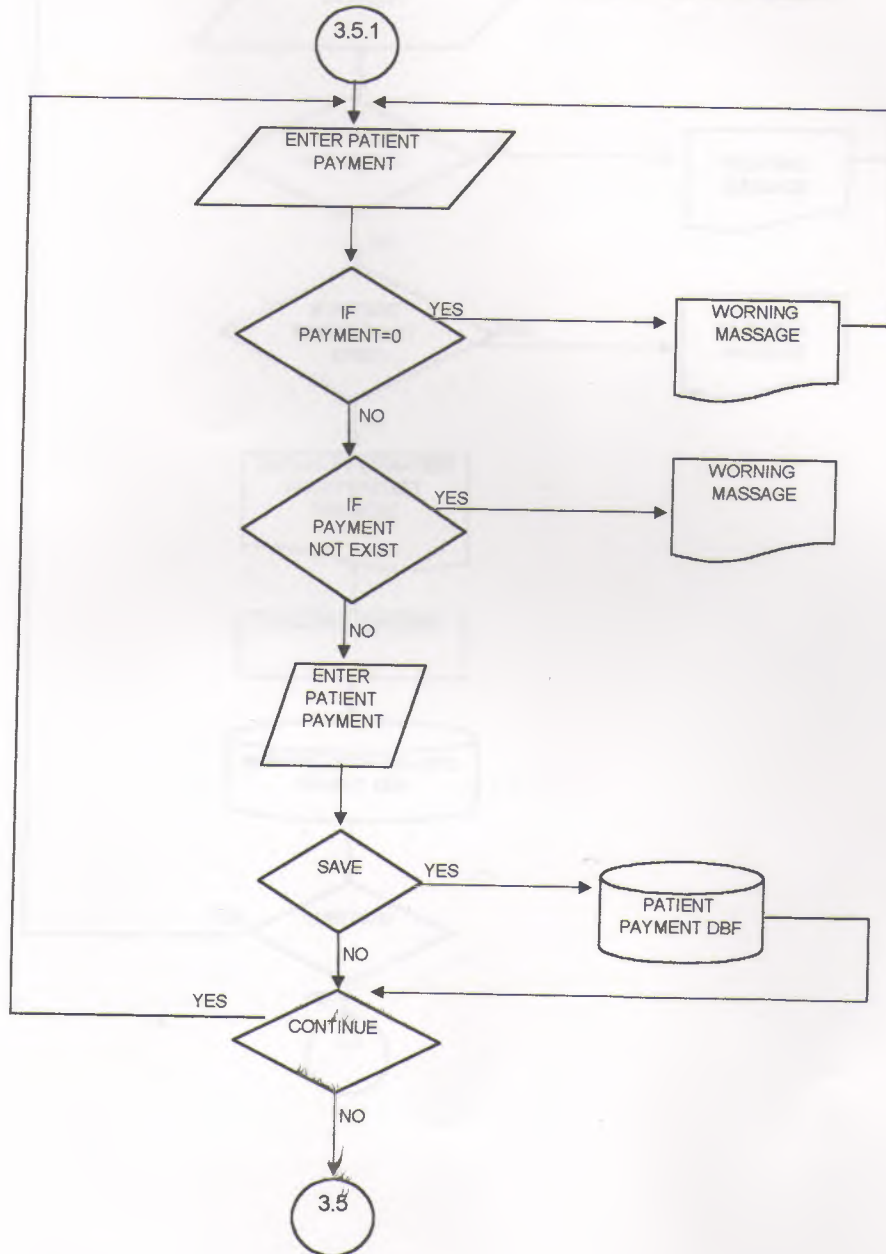 3.5.1
ENTER PATIENT
PAYMENT
IF
PAYMENT=0
YES
WORNING
MASSAGE
NO
IF
PAYMENT
NOT EXIST
YES
WORNING
MASSAGE
NO
ENTER
PATIENT
PAYMENT
SAVE
YES
PATIENT
PAYMENT DBF
NO
YES
CONTINUE
NO
3.5